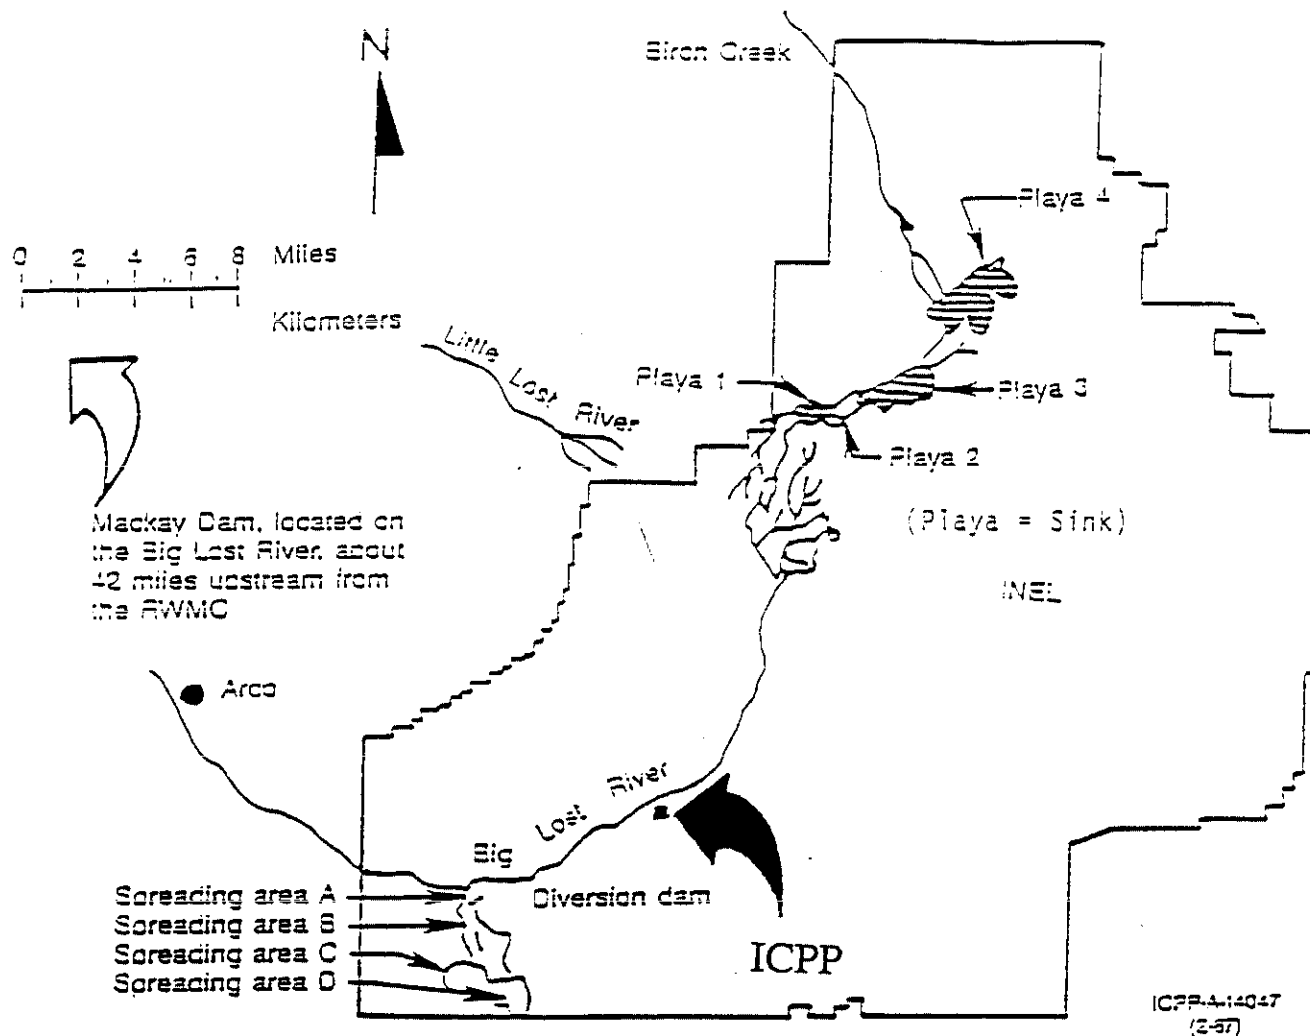 N
Birch Creek
Playa 4
0 2 4 6 8 Miles
Kilometers
Little Lost River
Playa 1
Playa 3
Playa 2
(Playa = Sink)
INEL
Mackay Dam, located on
the Big Lost River, about
42 miles upstream from
the RWMC
Arco
Big Lost River
Diversion dam
Spreading area A
Spreading area B
Spreading area C
Spreading area D
ICPP
ICPP-A-14047
(2-87)